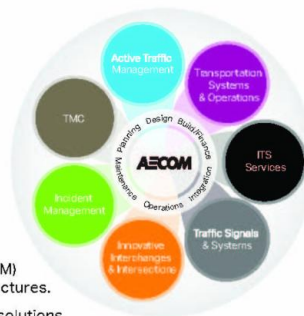 Active Traffic
Management
Transportation
Systems
& Operations
TMC
Planning Design Build/Finance
Integration Operations Maintenance
AECOM
ITS
Services
Incident
Management
Traffic Signals
& Systems
Innovative
Interchanges
& Intersections
M)
ctures.
solutions